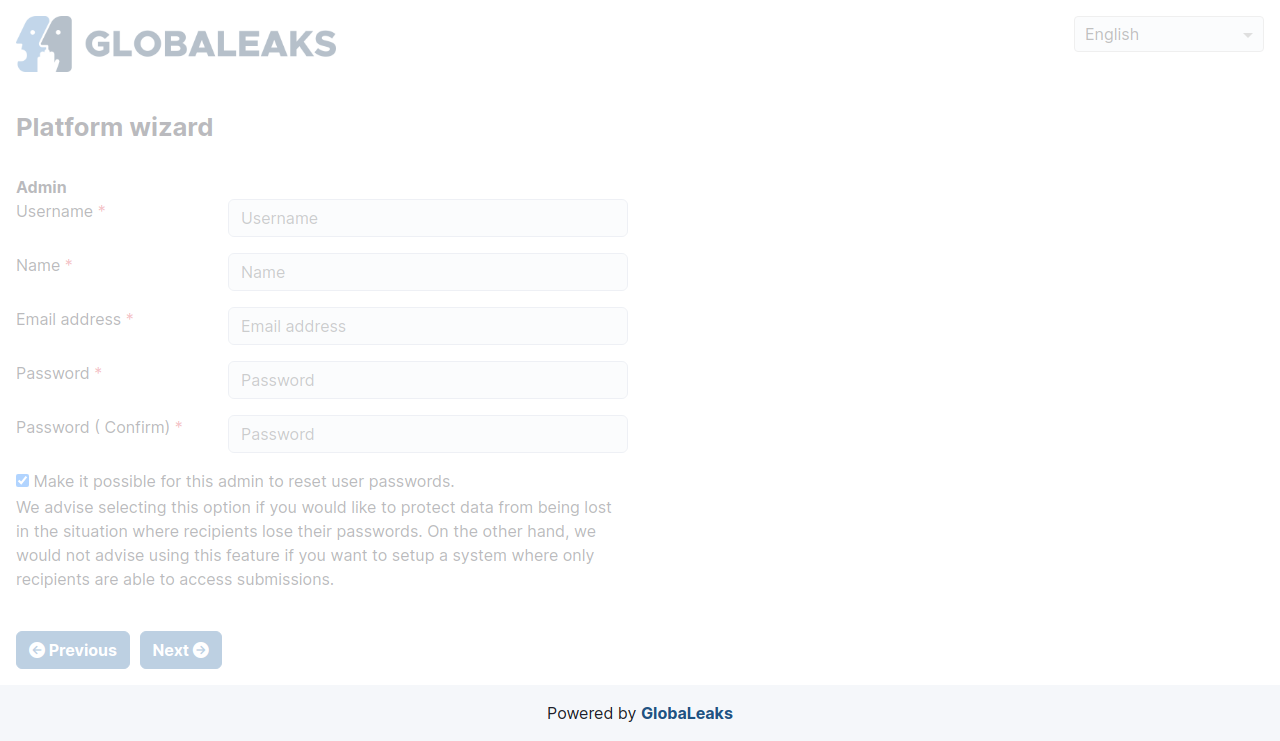 GLOBALEAKS
English
Platform wizard
Admin
Username *
Username
Name *
Name
Email address *
Email address
Password *
Password
Password ( Confirm) *
Password
Make it possible for this admin to reset user passwords.
We advise selecting this option if you would like to protect data from being lost
in the situation where recipients lose their passwords. On the other hand, we
would not advise using this feature if you want to setup a system where only
recipients are able to access submissions.
Previous
Next
Powered by GlobaLeaks